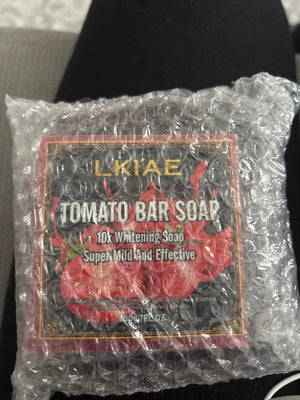 LKIAE
TOMATO BAR SOAP
10x Whitening Soap
Super Mild And Effective